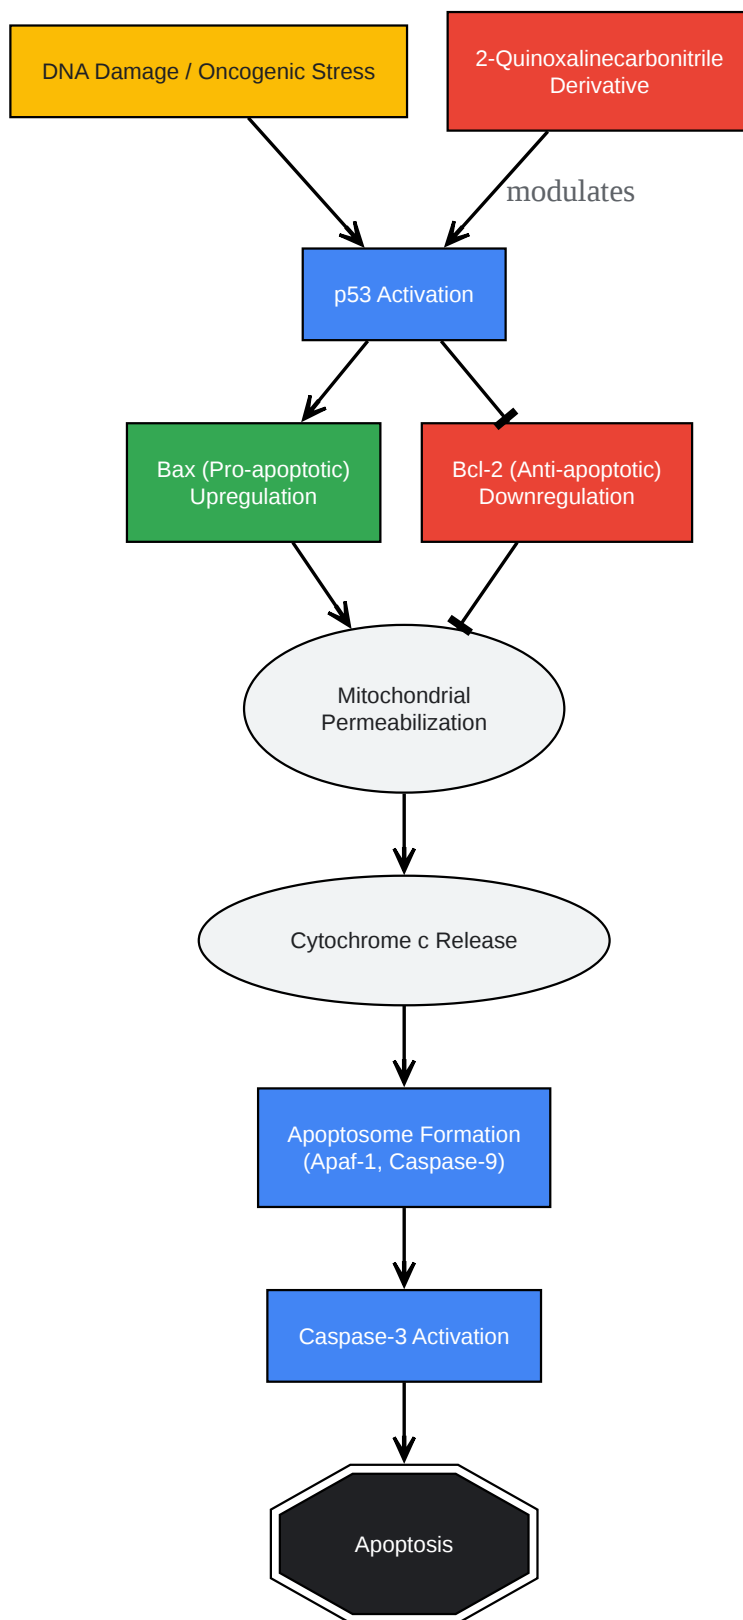 DNA Damage / Oncogenic Stress
2-Quinoxalinecarbonitrile
Derivative
modulates
p53 Activation
Bax (Pro-apoptotic)
Upregulation
Bcl-2 (Anti-apoptotic)
Downregulation
Mitochondrial
Permeabilization
Cytochrome c Release
Apoptosome Formation
(Apaf-1, Caspase-9)
Caspase-3 Activation
Apoptosis